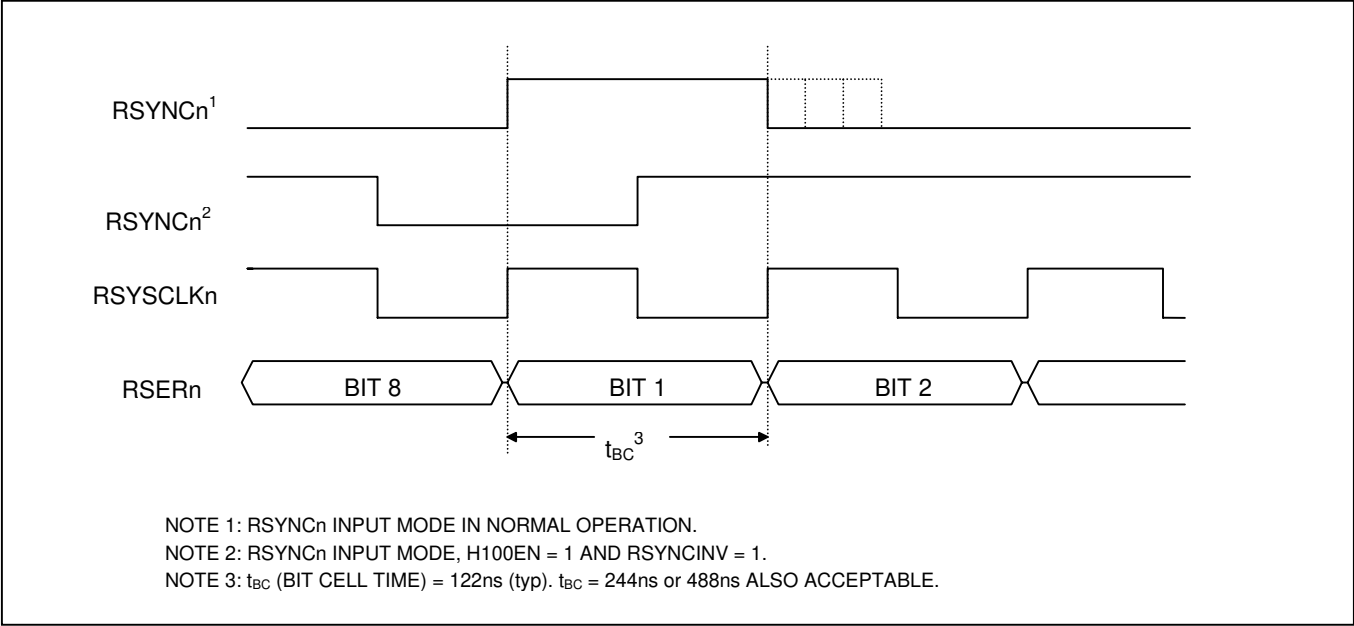 RSYNCn¹
RSYNCn²
RSYSCLKn
RSERn
BIT 8
BIT 1
BIT 2
tBC³
NOTE 1: RSYNCn INPUT MODE IN NORMAL OPERATION.
NOTE 2: RSYNCn INPUT MODE, H100EN = 1 AND RSYNCINV = 1.
NOTE 3: tBC (BIT CELL TIME) = 122ns (typ). tBC = 244ns or 488ns ALSO ACCEPTABLE.